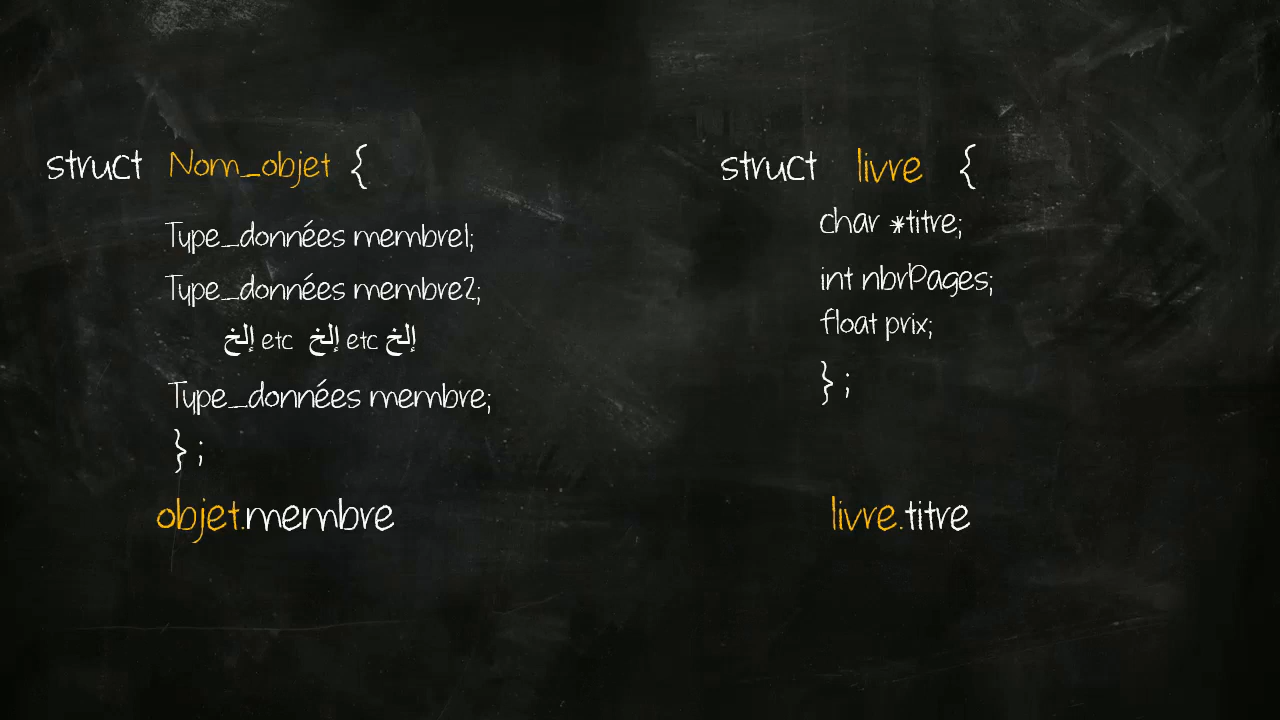 struct Nom_objet {
Type_données membre1;
Type_données membre2;
إلخ etc إلخ etc إلخ
Type_données membre;
} ;
objet.membre
struct livre {
char *titre;
int nbrPages;
float prix;
} ;
livre.titre